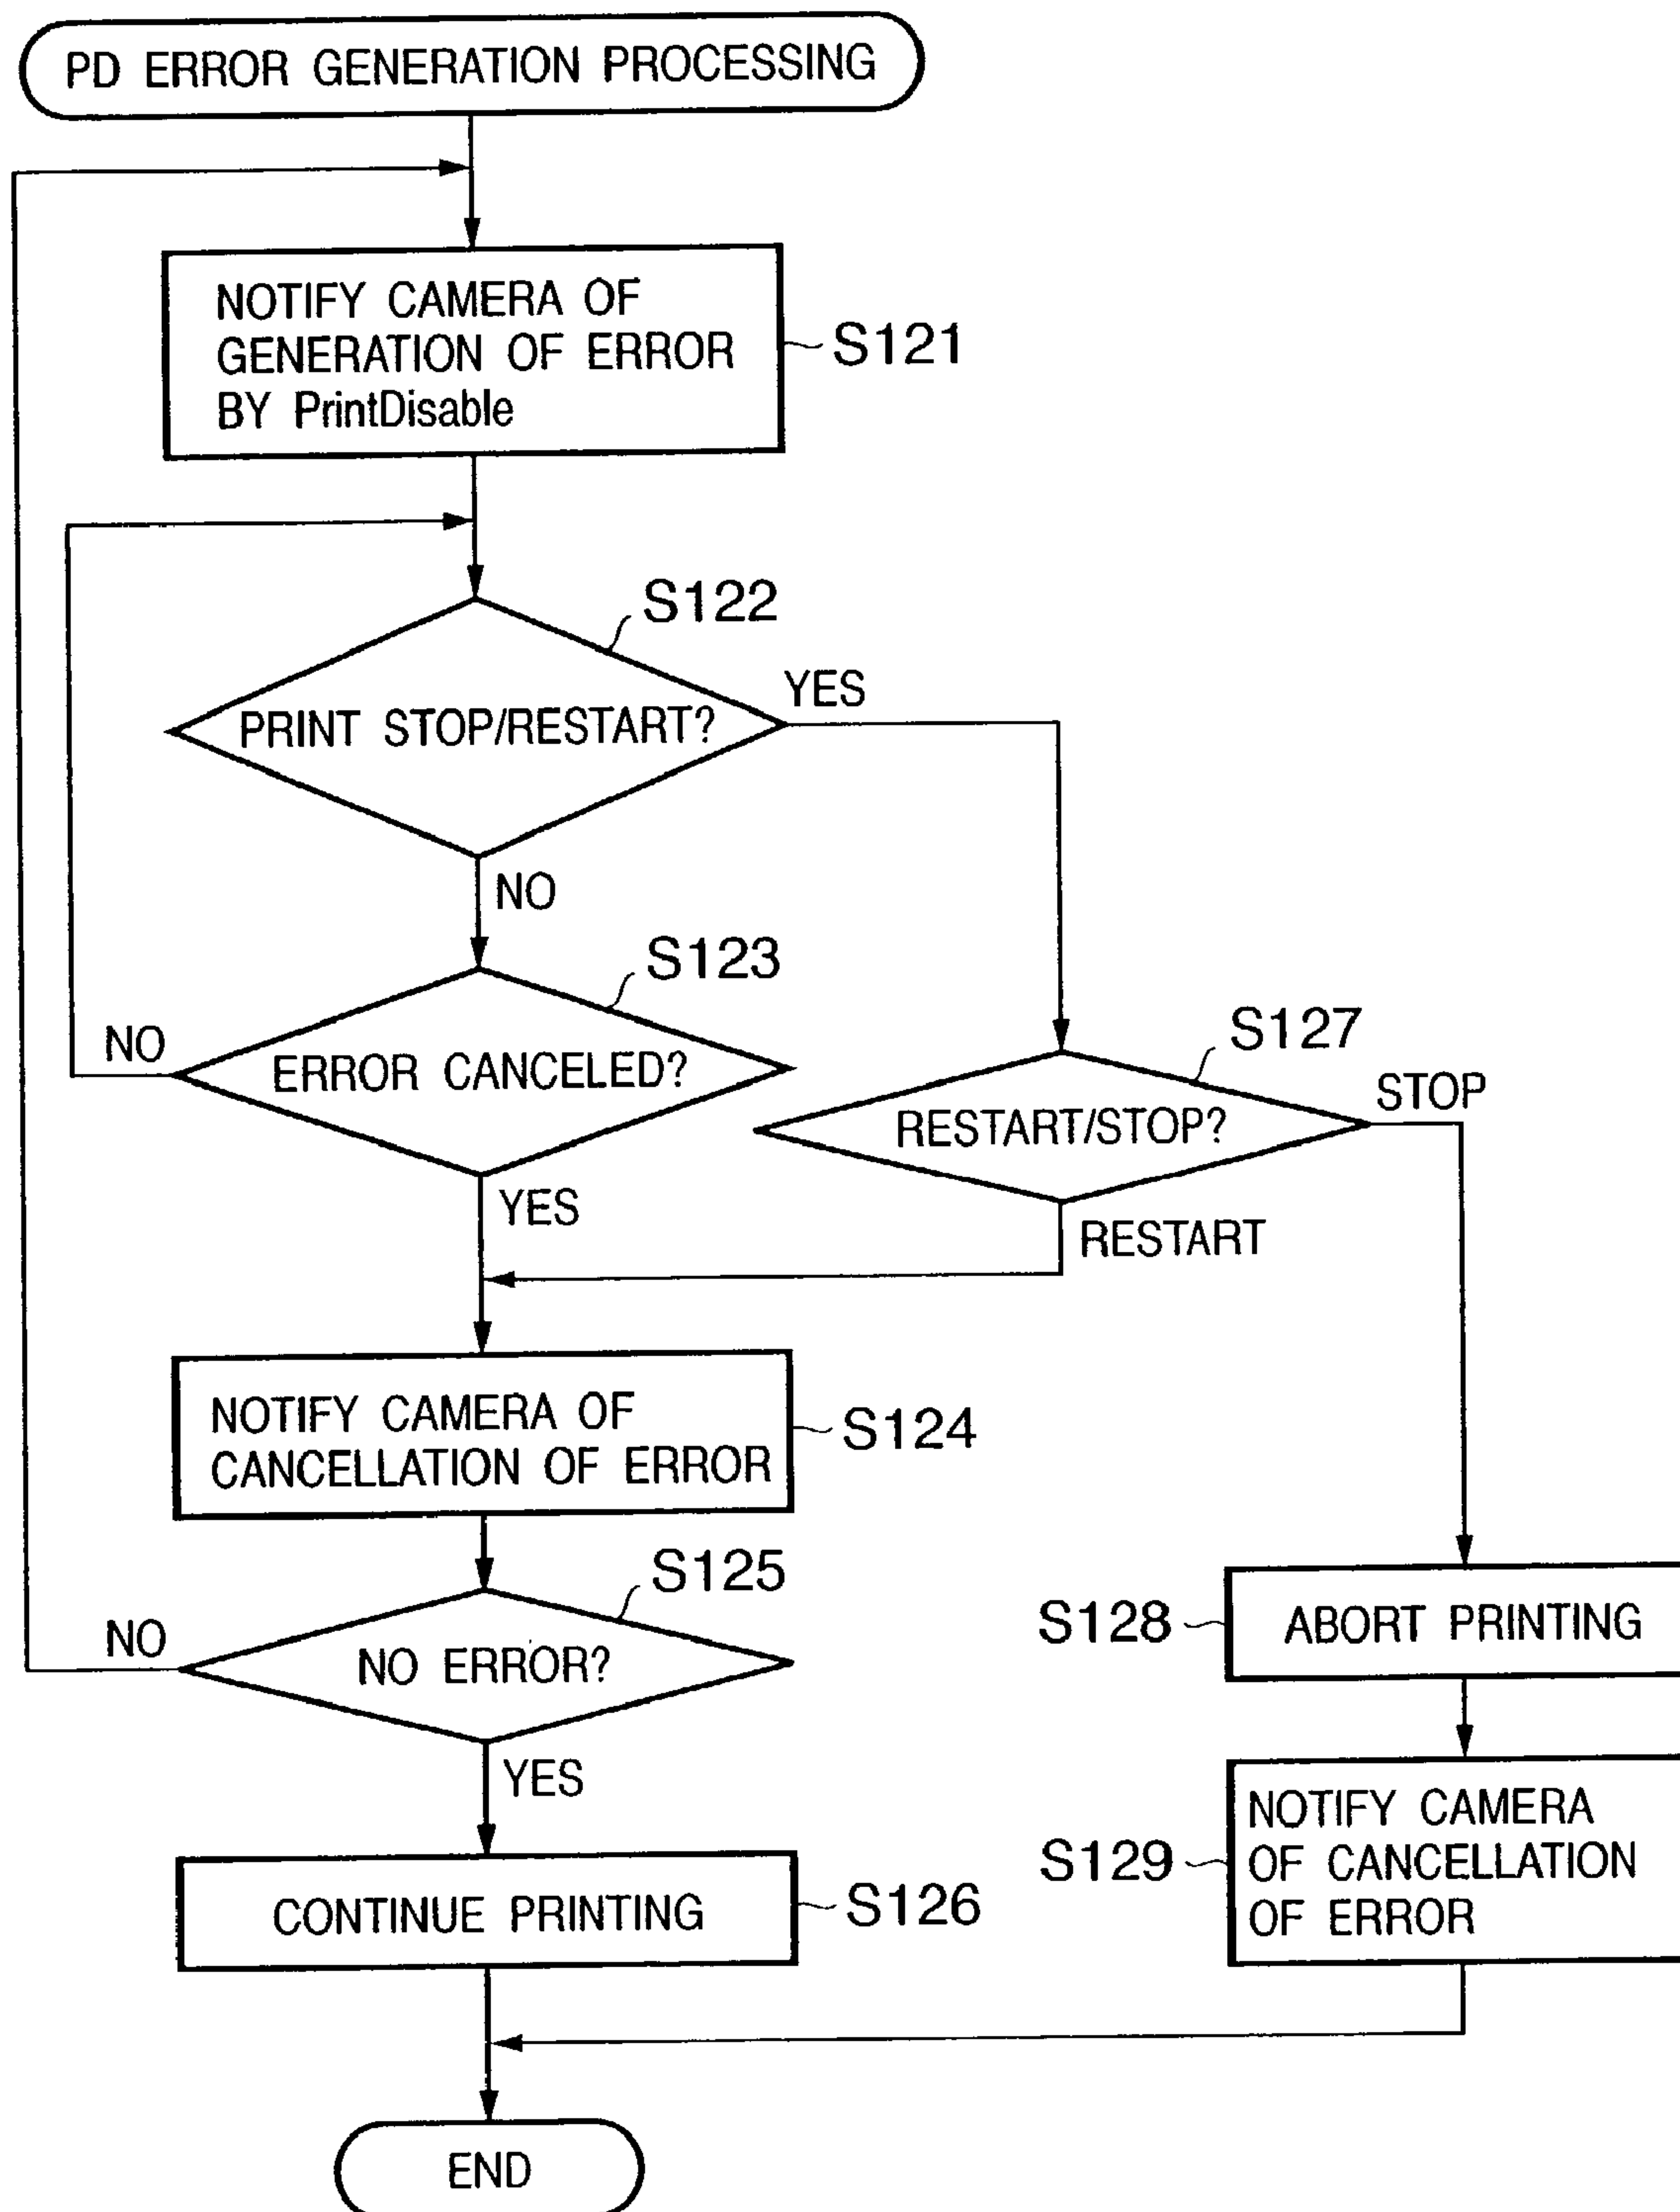 PD ERROR GENERATION PROCESSING
NOTIFY CAMERA OF
GENERATION OF ERROR
BY PrintDisable
S121
S122
PRINT STOP/RESTART?
YES
NO
S123
ERROR CANCELED?
NO
YES
S127
RESTART/STOP?
STOP
RESTART
NOTIFY CAMERA OF
CANCELLATION OF ERROR
S124
S125
NO ERROR?
NO
YES
S128
ABORT PRINTING
CONTINUE PRINTING
S126
S129
NOTIFY CAMERA
OF CANCELLATION
OF ERROR
END